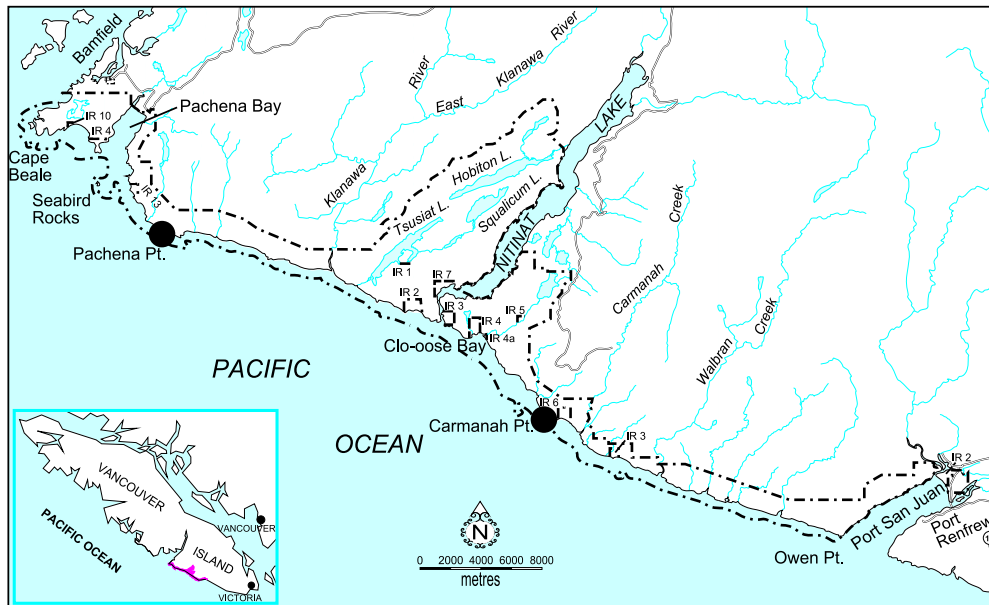 Bamfield
Pachena Bay
IR 10
IR 4
Cape
Beale
Seabird
Rocks
IR 13
Pachena Pt.
River
East
Klanawa
River
Klanawa
Hobiton L.
Tsusiat L.
Squalicum L.
NITINAT
LAKE
IR 1
IR 7
IR 2
IR 3
IR 4
IR 5
IR 4a
Clo-oose Bay
Carmanah
Creek
Walbran
Creek
PACIFIC
OCEAN
IR 6
Carmanah Pt.
IR 3
IR 2
Port San Juan
Port
Renfrew
Owen Pt.
N
0 2000 4000 6000 8000
metres
VANCOUVER
ISLAND
PACIFIC OCEAN
VANCOUVER
VICTORIA